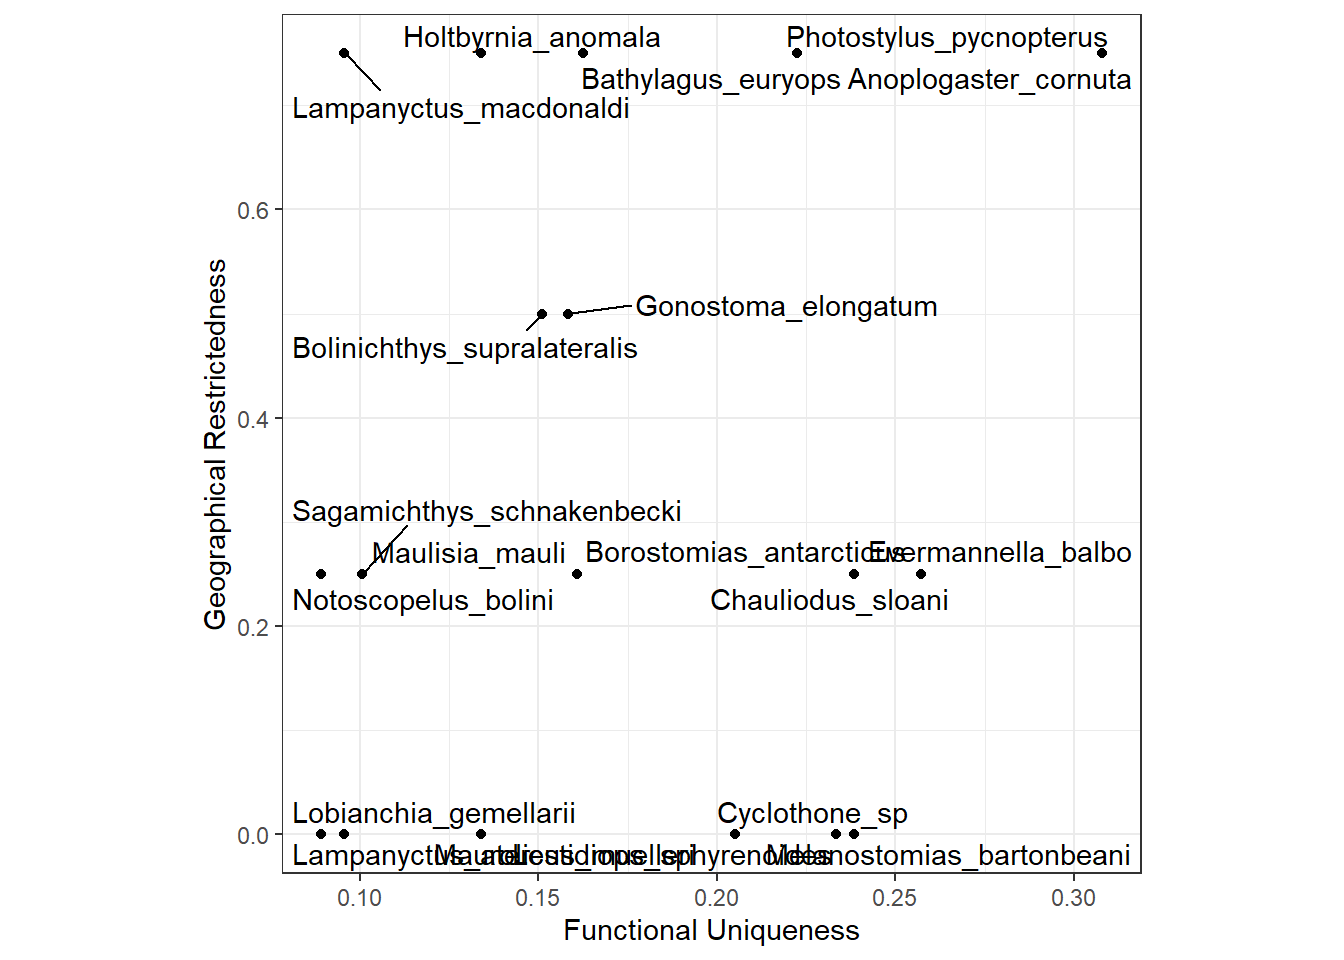 Holtbyrnia_anomala
Photostylus_pycnopterus
Bathylagus_euryops
Anoplogaster_cornuta
Lampanyctus_macdonaldi
0.6
Gonostoma_elongatum
Bolinichthys_supralateralis
0.4
Sagamichthys_schnakenbecki
Maulisia_mauli
Borostomias_antarcticus
Evermannella_balbo
Notoscopelus_bolini
Chauliodus_sloani
0.2
Lobianchia_gemellarii
Cyclothone_sp
0.0
Melanostomias_bartonbeani
0.10
0.15
0.20
0.25
0.30
Functional Uniqueness
Geographical Restrictedness